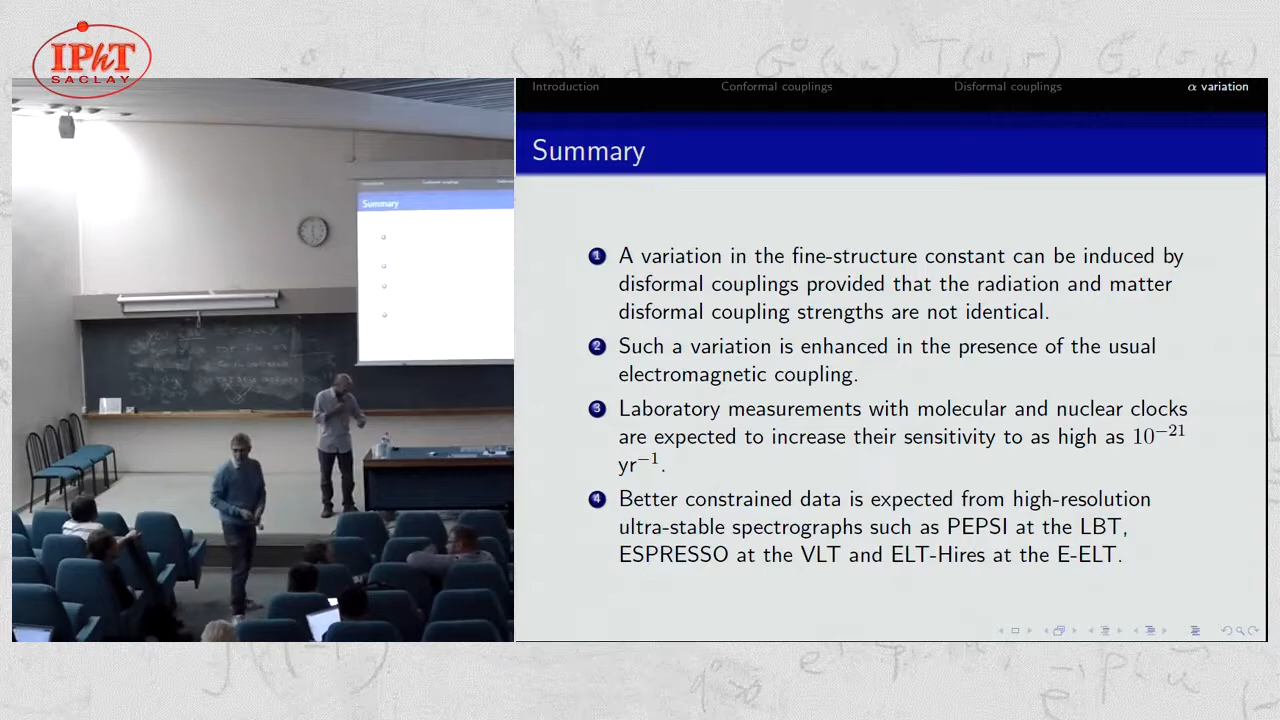 IPhT
SACLAY
Introduction
Conformal couplings
Disformal couplings
α variation
Summary
Summary
1 A variation in the fine-structure constant can be induced by
disformal couplings provided that the radiation and matter
disformal coupling strengths are not identical.
2 Such a variation is enhanced in the presence of the usual
electromagnetic coupling.
3 Laboratory measurements with molecular and nuclear clocks
are expected to increase their sensitivity to as high as 10⁻²¹
yr⁻¹.
4 Better constrained data is expected from high-resolution
ultra-stable spectrographs such as PEPSI at the LBT,
ESPRESSO at the VLT and ELT-Hires at the E-ELT.